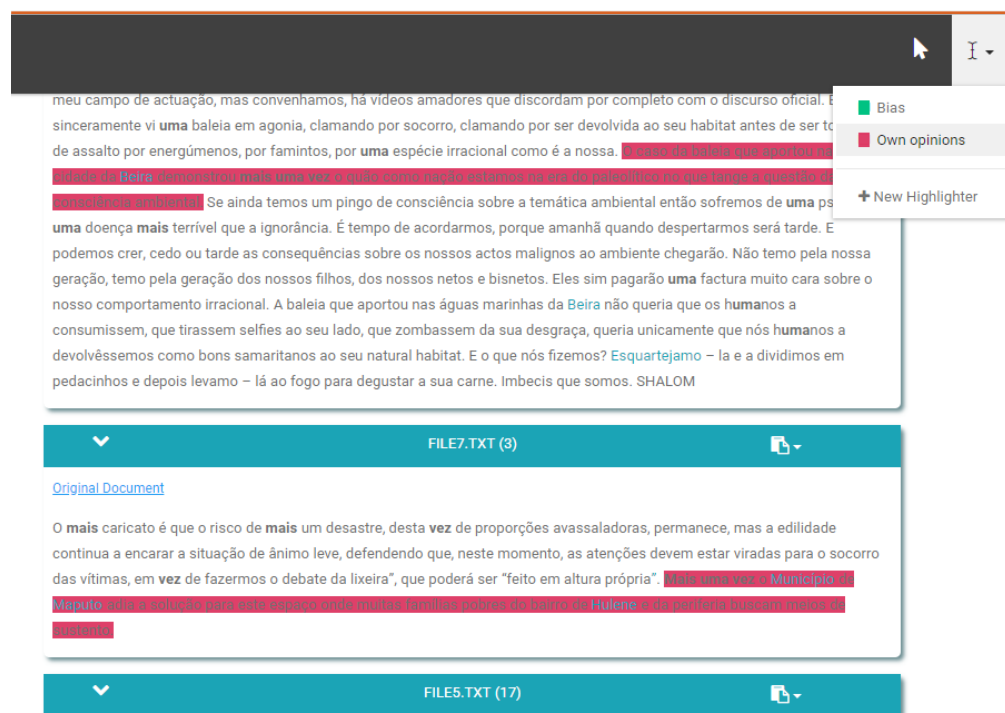 Bias
Own opinions
New Highlighter
meu campo de actuação, mas convenhamos, há vídeos amadores que discordam por completo com o discurso oficial. E
sinceramente vi uma baleia em agonia, clamando por socorro, clamando por ser devolvida ao seu habitat antes de ser
de assalto por energúmenos, por famintos, por uma espécie irracional como é a nossa. O caso da baleia que aportou na
cidade da Beira demonstrou mais uma vez o quão como nação estamos na era do paleolítico no que tange a questão
consciência ambiental. Se ainda temos um pingo de consciência sobre a temática ambiental então sofremos de uma
uma doença mais terrível que a ignorância. É tempo de acordarmos, porque amanhã quando despertarmos será tarde. E
podemos crer, cedo ou tarde as consequências sobre os nossos actos malignos ao ambiente chegarão. Não temo pela nossa
geração, temo pela geração dos nossos filhos, dos nossos netos e bisnetos. Eles sim pagarão uma factura muito cara sobre o
nosso comportamento irracional. A baleia que aportou nas águas marinhas da Beira não queria que os humanos a
consumissem, que tirassem selfies ao seu lado, que zombassem da sua desgraça, queria unicamente que nós humanos a
devolvêssemos como bons samaritanos ao seu natural habitat. E o que nós fizemos? Esquartejamo – la e a dividimos em
pedacinhos e depois levamo – lá ao fogo para degustar a sua carne. Imbecis que somos. SHALOM
FILE7.TXT (3)
Original Document
O mais caricato é que o risco de mais um desastre, desta vez de proporções avassaladoras, permanece, mas a edilidade
continua a encarar a situação de ânimo leve, defendendo que, neste momento, as atenções devem estar viradas para o socorro
das vítimas, em vez de fazermos o debate da lixeira”, que poderá ser “feito em altura própria”. Mais uma vez o Município de
Maputo adia a solução para este espaço onde muitas famílias pobres do bairro de Hulene e da periferia buscam meios de
sustento.
FILE5.TXT (17)